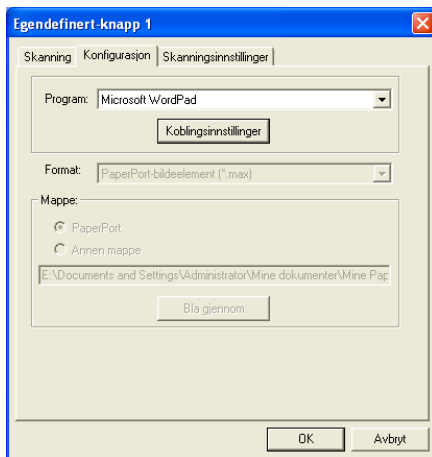 Egendefinert-knapp 1
Skanning Konfigurasjon Skanningsinnstillinger
Program: Microsoft WordPad
Koblingsinnstillinger
Format: PaperPort-bildeelement (*.max)
Mappe:
PaperPort
Annen mappe
E:\Documents and Settings\Administrator\Mine dokumenter\Mine Pap
Bla gjennom
OK Avbryt